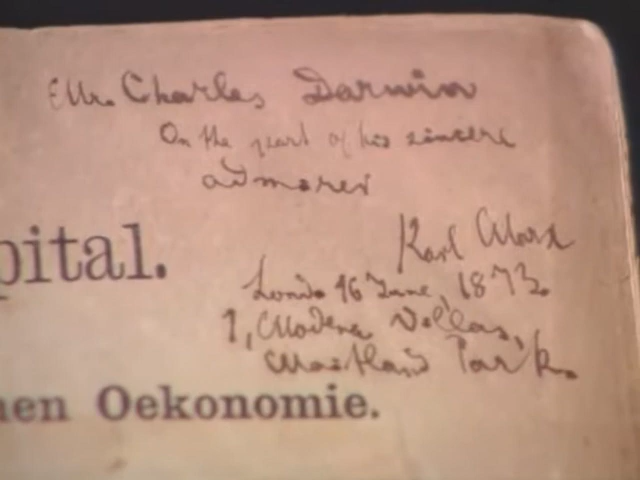 Mr. Charles Darwin
On the part of his sincere
admirer
Karl Marx
pital.
London 16 June, 1873.
1, Modena Villas,
Maitland Park.
hen Oekonomie.